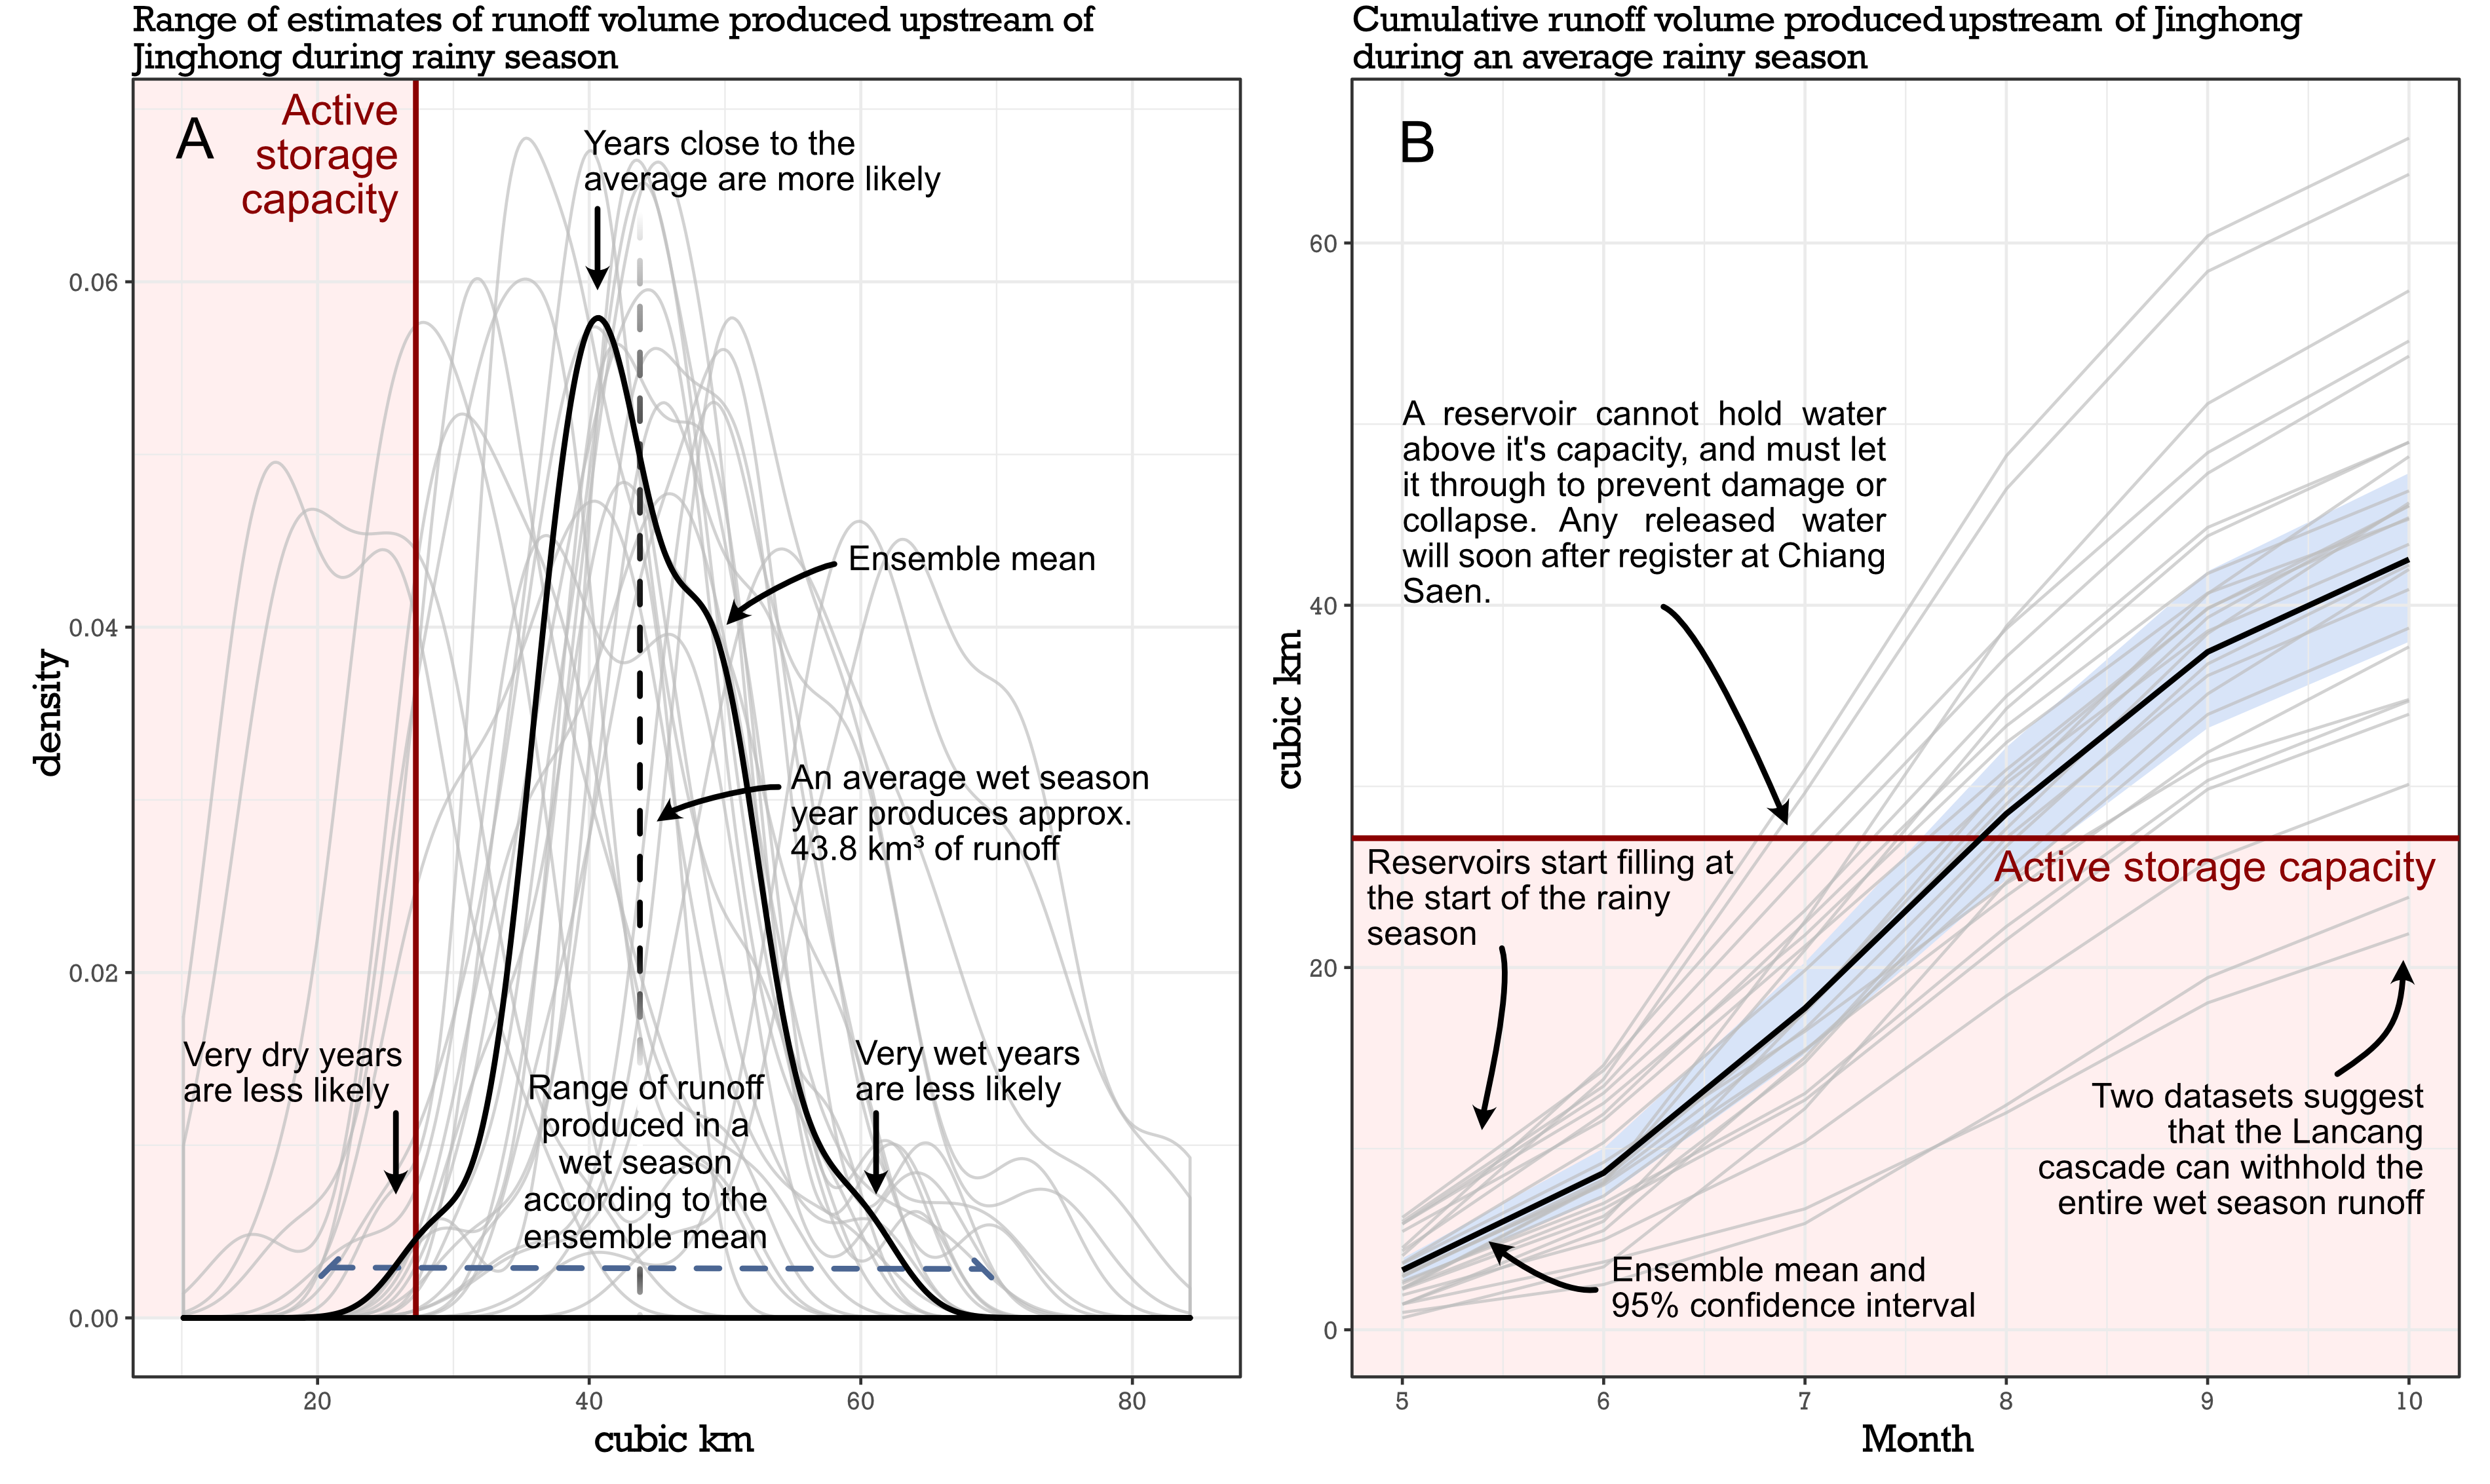 Range of estimates of runoff volume produced upstream of
Jinghong during rainy season
A
Active
storage
capacity
Years close to the
average are more likely
Ensemble mean
An average wet season
year produces approx.
43.8 km³ of runoff
Very dry years
are less likely
Range of runoff
produced in a
wet season
according to the
ensemble mean
Very wet years
are less likely
density
0.06
0.04
0.02
0.00
20
40
60
80
cubic km
Cumulative runoff volume produced upstream of Jinghong
during an average rainy season
B
A reservoir cannot hold water
above it's capacity, and must let
it through to prevent damage or
collapse. Any released water
will soon after register at Chiang
Saen.
Active storage capacity
Reservoirs start filling at
the start of the rainy
season
Two datasets suggest
that the Lancang
cascade can withhold the
entire wet season runoff
Ensemble mean and
95% confidence interval
cubic km
60
40
20
0
5
6
7
8
9
10
Month